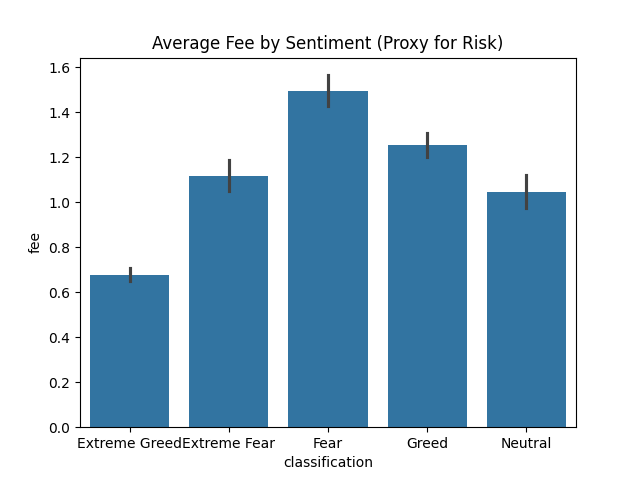 Average Fee by Sentiment (Proxy for Risk)
1.6
1.4
1.2
1.0
0.8
0.6
0.4
0.2
0.0
fee
Extreme Greed Extreme Fear Fear Greed Neutral
classification